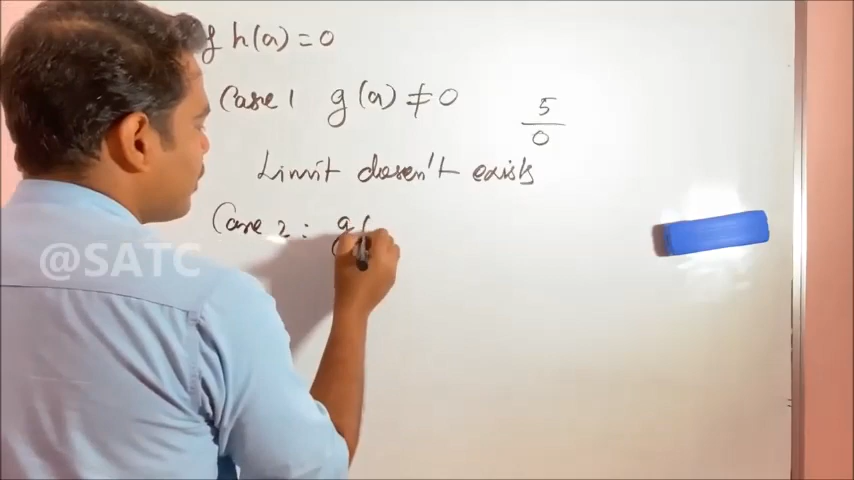 f h(a) = 0
Case 1 g(a) ≠ 0
5
0
Limit doesn't exists
Case 2 : g(
@SATC